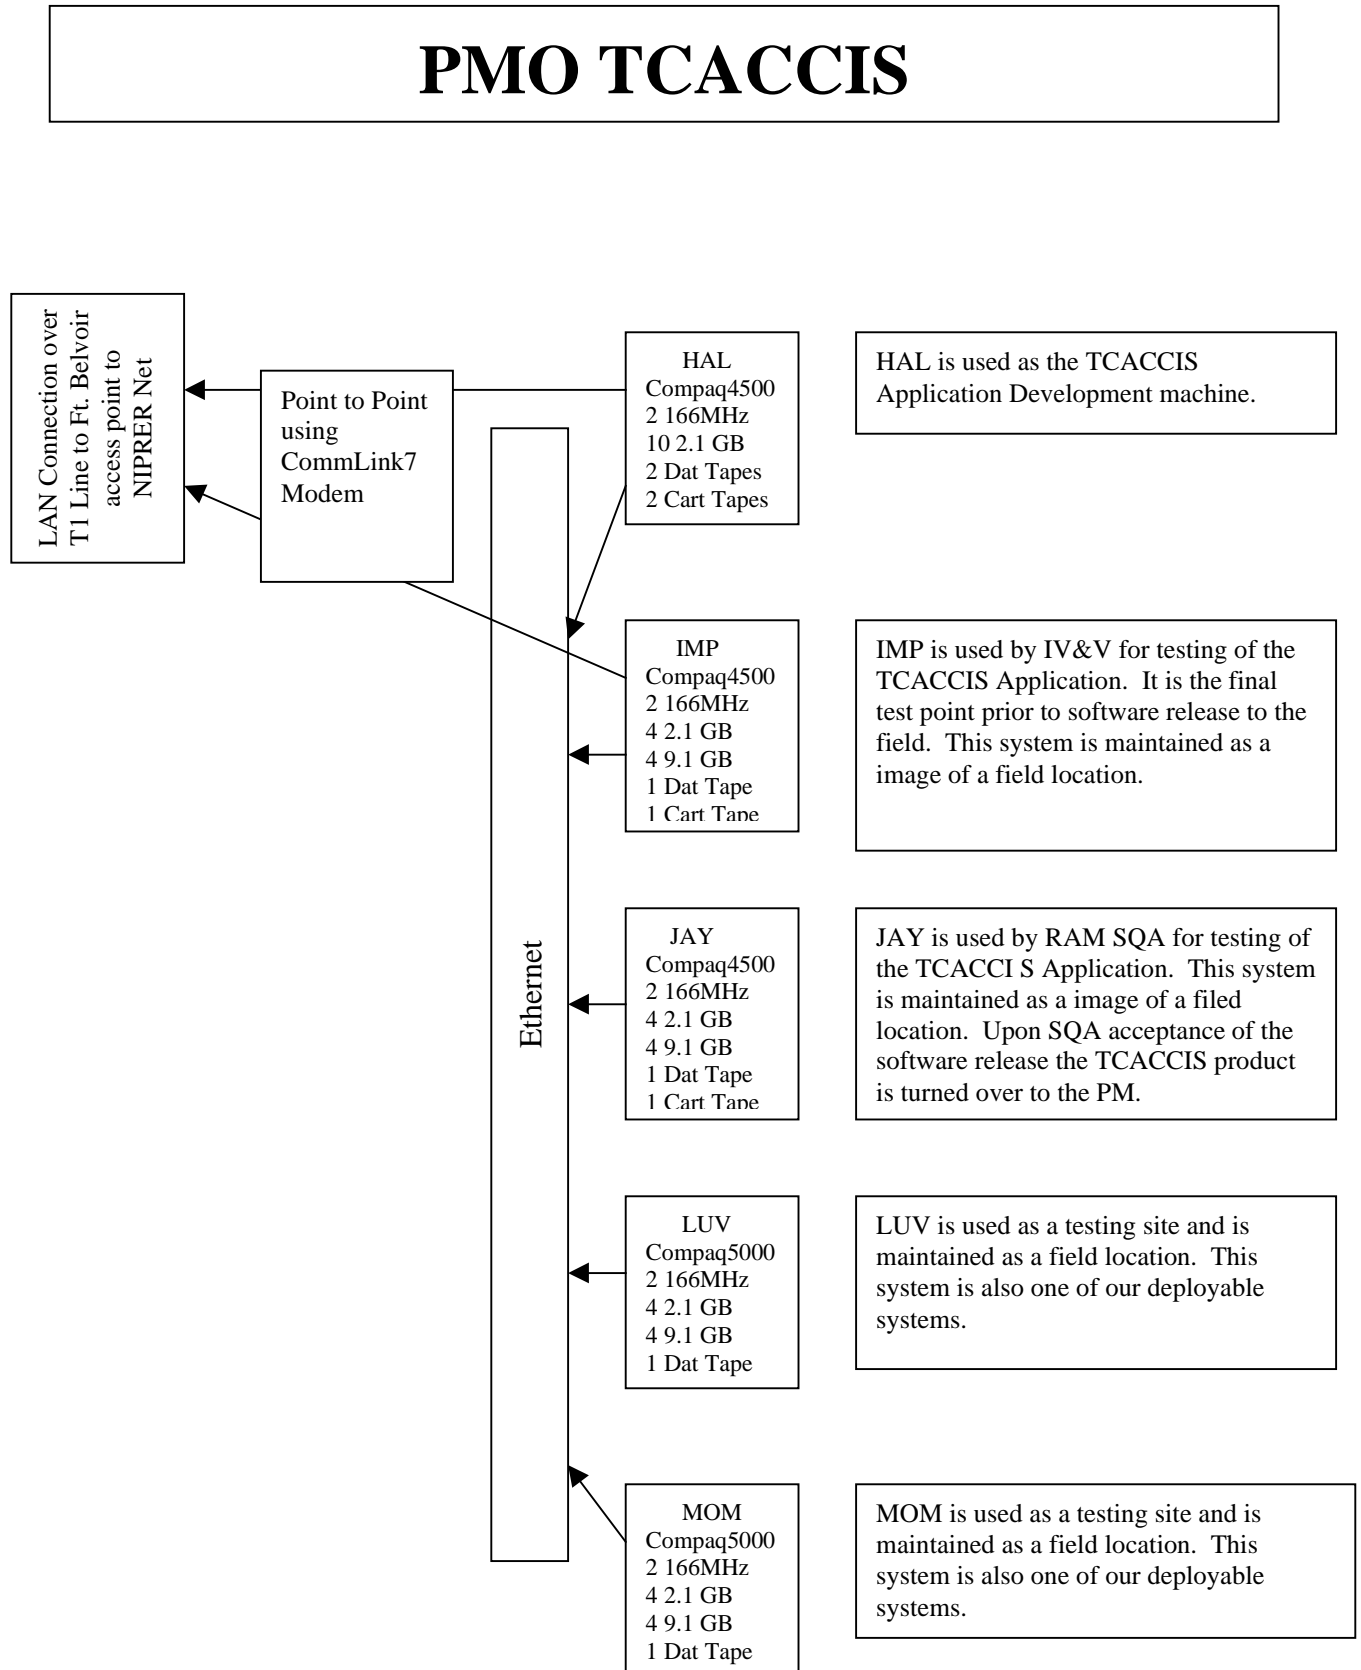 PMO TCACCIS
LAN Connection over
T1 Line to Ft. Belvoir
access point to
NIPRER Net
Point to Point
using
CommLink7
Modem
Ethernet
HAL
Compaq4500
2 166MHz
10 2.1 GB
2 Dat Tapes
2 Cart Tapes
HAL is used as the TCACCIS
Application Development machine.
IMP
Compaq4500
2 166MHz
4 2.1 GB
4 9.1 GB
1 Dat Tape
1 Cart Tape
IMP is used by IV&V for testing of the
TCACCIS Application.  It is the final
test point prior to software release to the
field.  This system is maintained as a
image of a field location.
JAY
Compaq4500
2 166MHz
4 2.1 GB
4 9.1 GB
1 Dat Tape
1 Cart Tape
JAY is used by RAM SQA for testing of
the TCACCI S Application.  This system
is maintained as a image of a filed
location.  Upon SQA acceptance of the
software release the TCACCIS product
is turned over to the PM.
LUV
Compaq5000
2 166MHz
4 2.1 GB
4 9.1 GB
1 Dat Tape
LUV is used as a testing site and is
maintained as a field location.  This
system is also one of our deployable
systems.
MOM
Compaq5000
2 166MHz
4 2.1 GB
4 9.1 GB
1 Dat Tape
MOM is used as a testing site and is
maintained as a field location.  This
system is also one of our deployable
systems.